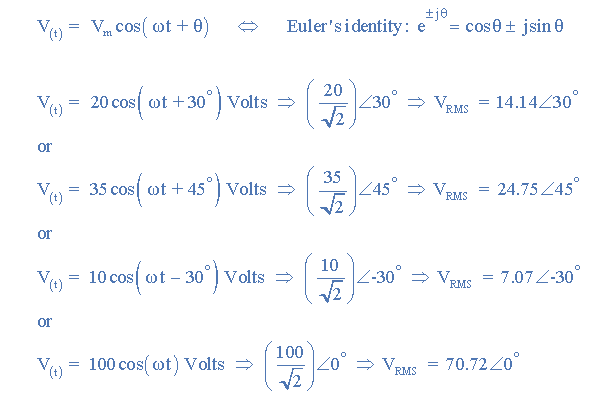 V(t) = Vm cos( ωt + θ) ⇔ Euler's identity: e^±jθ = cosθ ± jsinθ
V(t) = 20 cos( ωt + 30° ) Volts ⇒ (20/√2)∠30° ⇒ VRMS = 14.14∠30°
or
V(t) = 35 cos( ωt + 45° ) Volts ⇒ (35/√2)∠45° ⇒ VRMS = 24.75∠45°
or
V(t) = 10 cos( ωt − 30° ) Volts ⇒ (10/√2)∠-30° ⇒ VRMS = 7.07∠-30°
or
V(t) = 100 cos( ωt ) Volts ⇒ (100/√2)∠0° ⇒ VRMS = 70.72∠0°